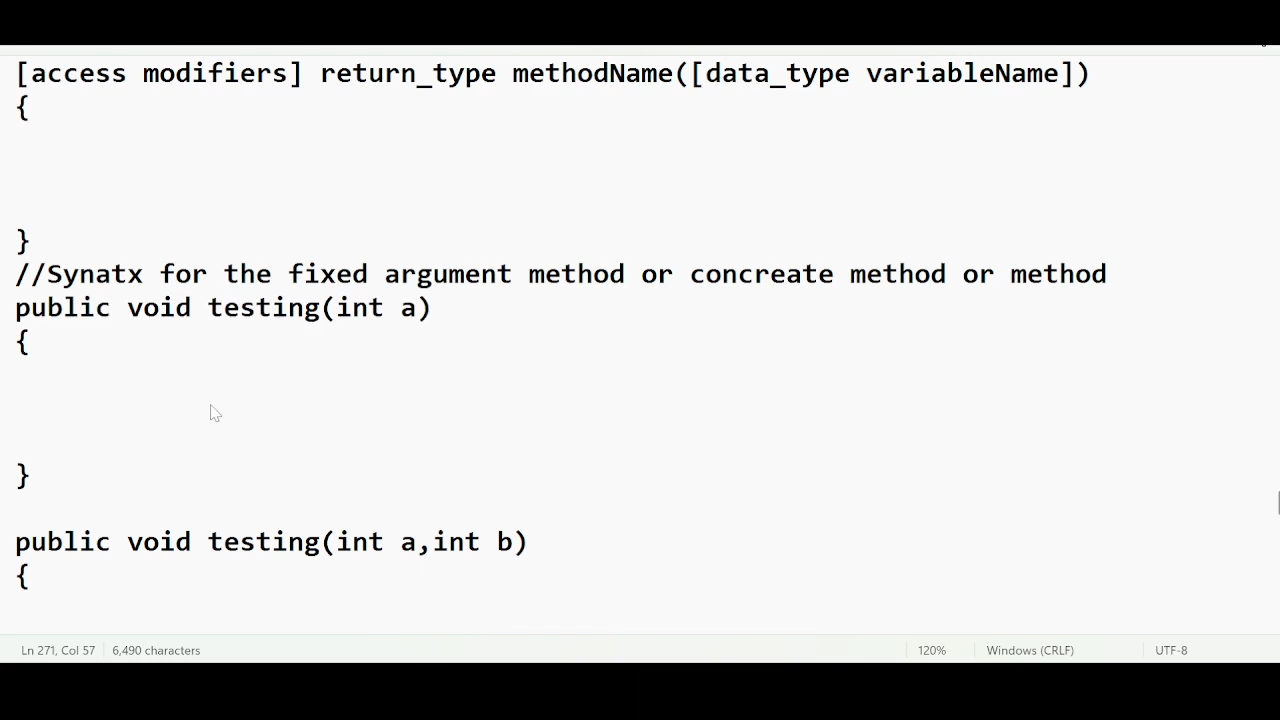 [access modifiers] return_type methodName([data_type variableName])
{
}
//Synatx for the fixed argument method or concreate method or method
public void testing(int a)
{
}
public void testing(int a,int b)
{
Ln 271, Col 57 6,490 characters 120% Windows (CRLF) UTF-8